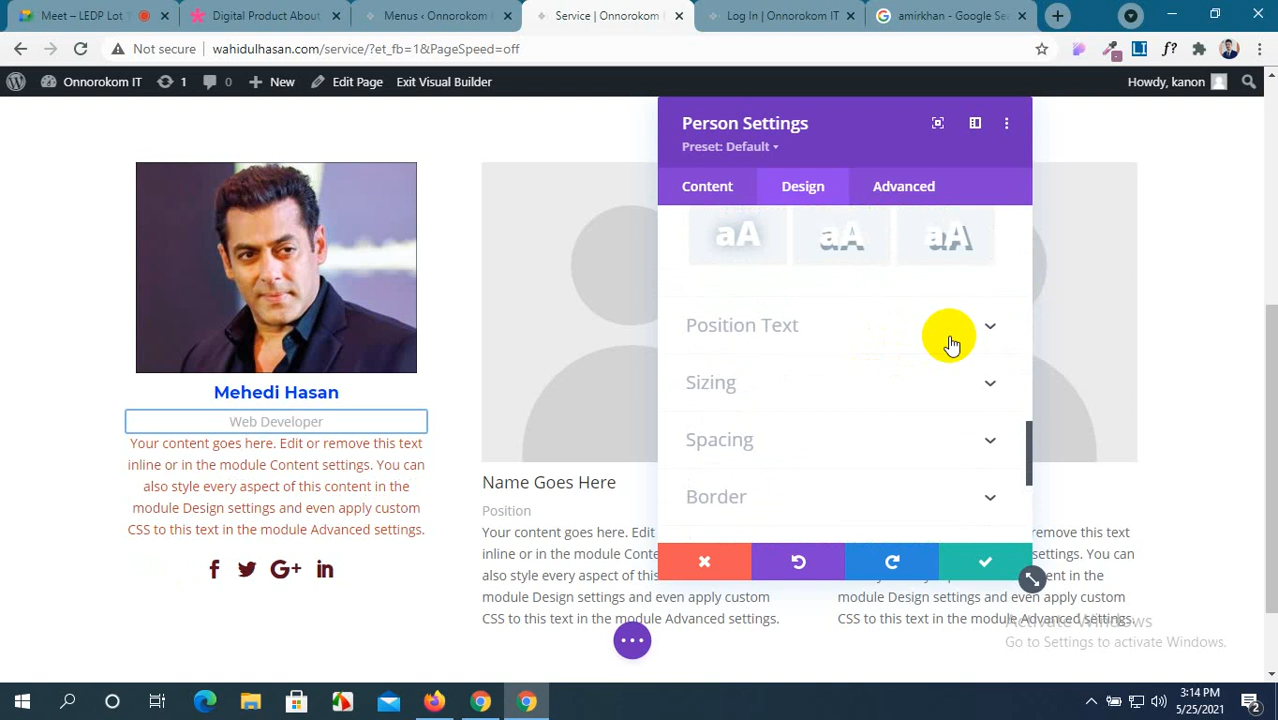 Meet – LEDP Lot
Digital Product About
Menus ‹ Onnorokom
Service | Onnorokom
Log In | Onnorokom IT
amirkhan - Google Sea
Not secure
wahidulhasan.com/service/?et_fb=1&PageSpeed=off
Onnorokom IT
1
0
New
Edit Page
Exit Visual Builder
Howdy, kanon
Person Settings
Preset: Default
Content
Design
Advanced
aA
aA
aA
Position Text
Sizing
Spacing
Border
Mehedi Hasan
Web Developer
Your content goes here. Edit or remove this text
inline or in the module Content settings. You can
also style every aspect of this content in the
module Design settings and even apply custom
CSS to this text in the module Advanced settings.
f
G+
in
Name Goes Here
Position
Your content goes here. Edit
inline or in the module Conte
also style every aspect of this
module Design settings and even apply custom
CSS to this text in the module Advanced settings.
remove this text
settings. You can
content in the
module Design settings and even apply custom
CSS to this text in the module Advanced settings.
Activate Windows
Go to Settings to activate Windows.
3:14 PM
5/25/2021
2